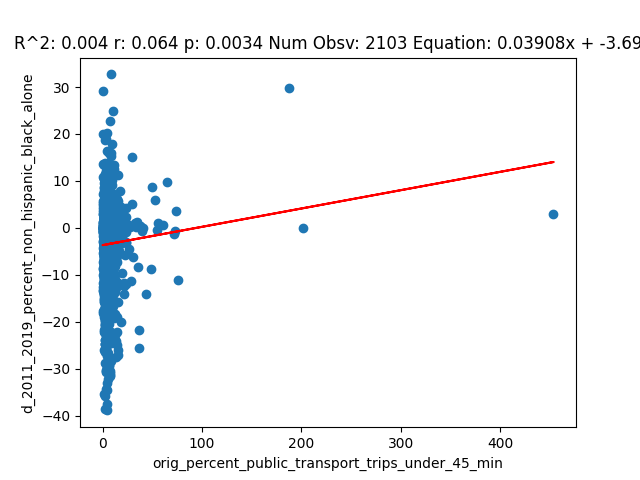 R^2: 0.004 r: 0.064 p: 0.0034 Num Obsv: 2103 Equation: 0.03908x + -3.69
d_2011_2019_percent_non_hispanic_black_alone
30
20
10
0
−10
−20
−30
−40
0 100 200 300 400
orig_percent_public_transport_trips_under_45_min